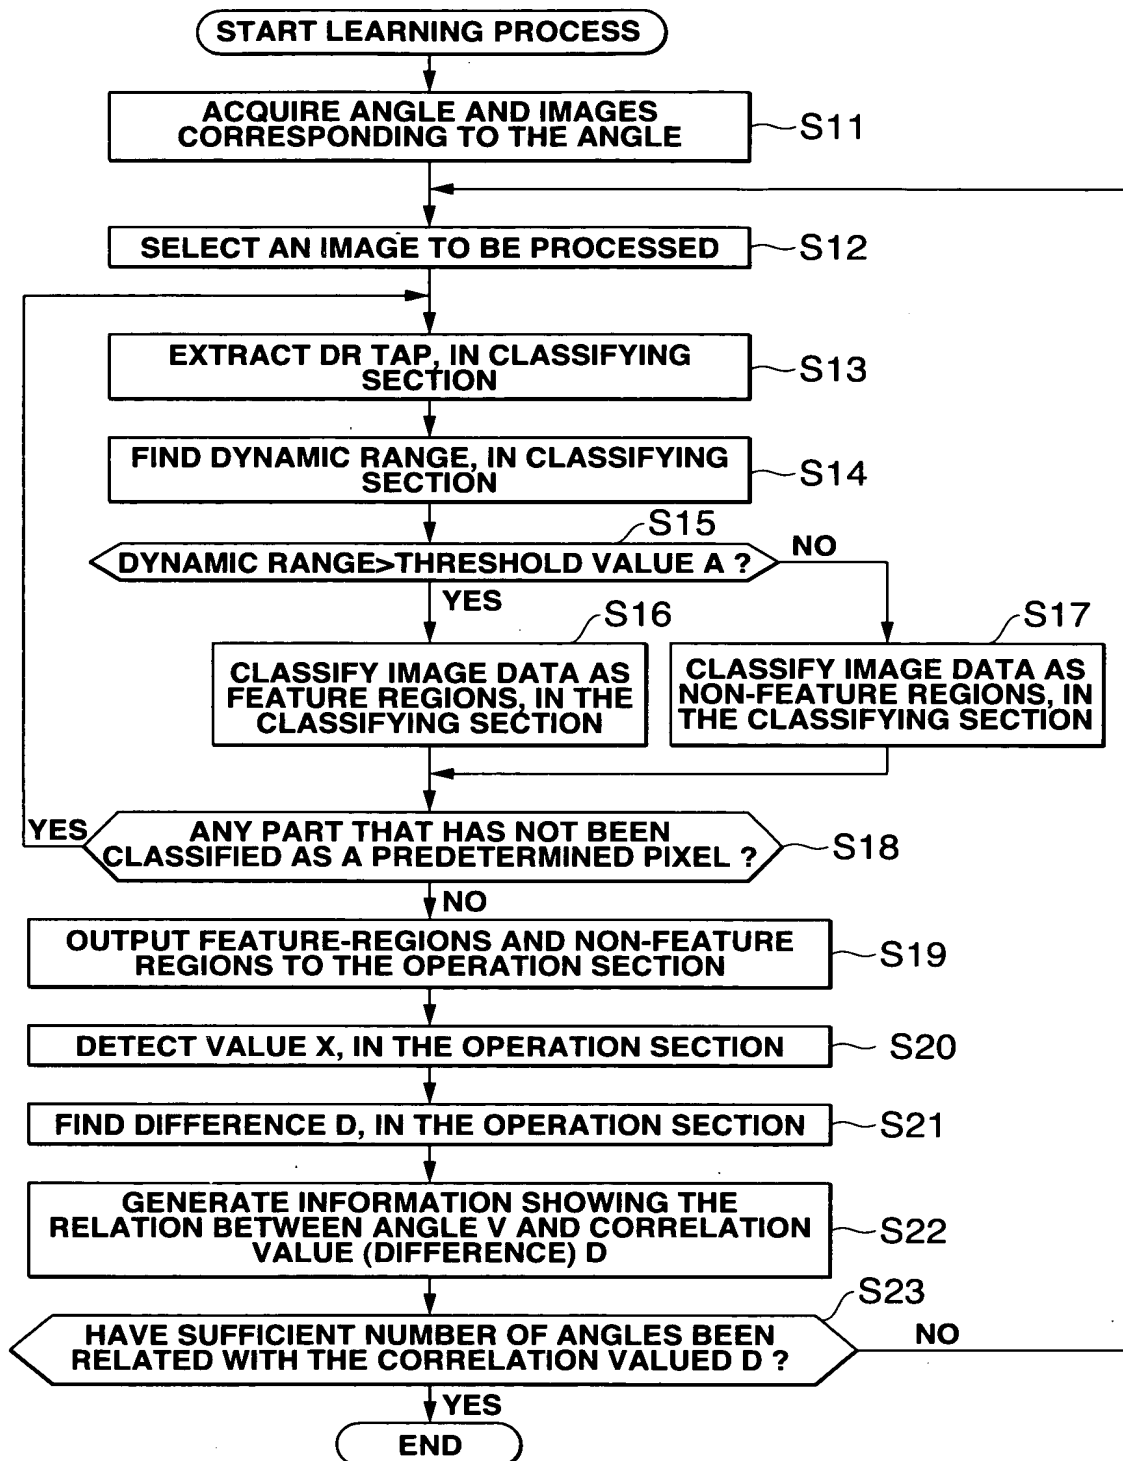 START LEARNING PROCESS
ACQUIRE ANGLE AND IMAGES
CORRESPONDING TO THE ANGLE
S11
SELECT AN IMAGE TO BE PROCESSED
S12
EXTRACT DR TAP, IN CLASSIFYING
SECTION
S13
FIND DYNAMIC RANGE, IN CLASSIFYING
SECTION
S14
S15
DYNAMIC RANGE>THRESHOLD VALUE A ?
NO
YES
S16
CLASSIFY IMAGE DATA AS
FEATURE REGIONS, IN THE
CLASSIFYING SECTION
S17
CLASSIFY IMAGE DATA AS
NON-FEATURE REGIONS, IN
THE CLASSIFYING SECTION
YES
ANY PART THAT HAS NOT BEEN
CLASSIFIED AS A PREDETERMINED PIXEL ?
S18
NO
OUTPUT FEATURE-REGIONS AND NON-FEATURE
REGIONS TO THE OPERATION SECTION
S19
DETECT VALUE X, IN THE OPERATION SECTION
S20
FIND DIFFERENCE D, IN THE OPERATION SECTION
S21
GENERATE INFORMATION SHOWING THE
RELATION BETWEEN ANGLE V AND CORRELATION
VALUE (DIFFERENCE) D
S22
S23
HAVE SUFFICIENT NUMBER OF ANGLES BEEN
RELATED WITH THE CORRELATION VALUED D ?
NO
YES
END